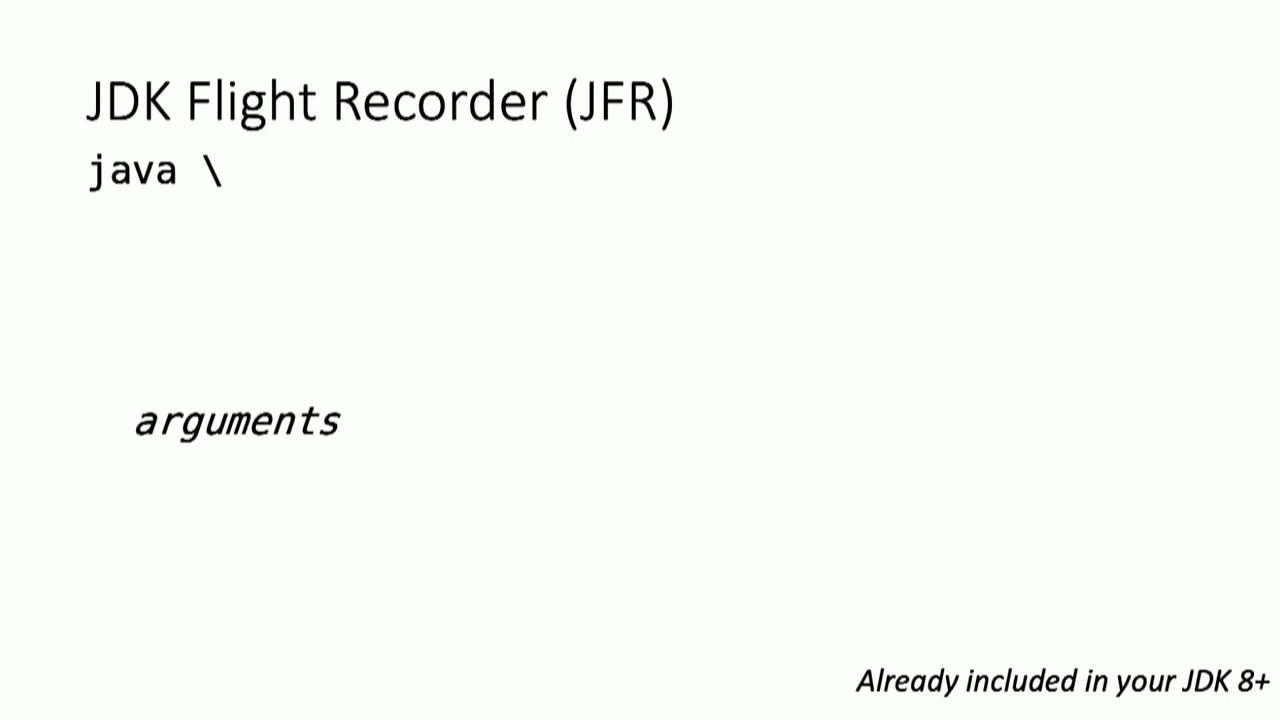 JDK Flight Recorder (JFR)
java \
arguments
Already included in your JDK 8+